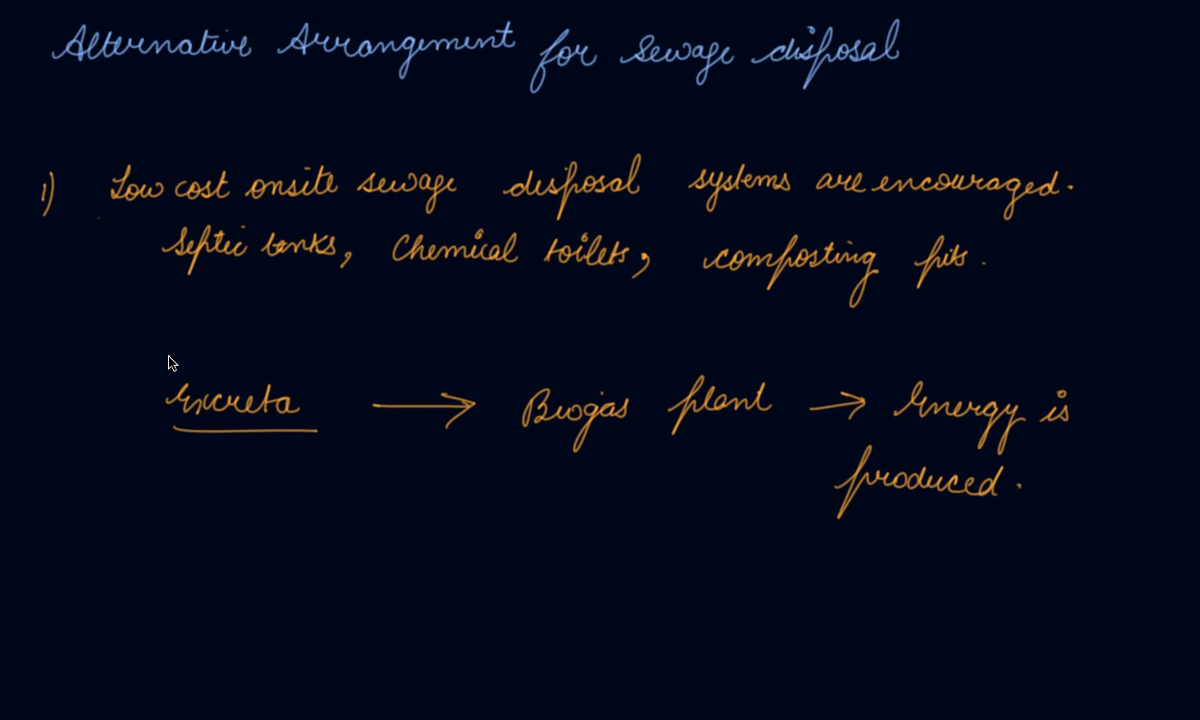 Alternative Arrangement for sewage disposal
1) Low cost onsite sewage disposal systems are encouraged.
Septic tanks, Chemical toilets, composting pits.
Excreta → Biogas plant → Energy is
produced.